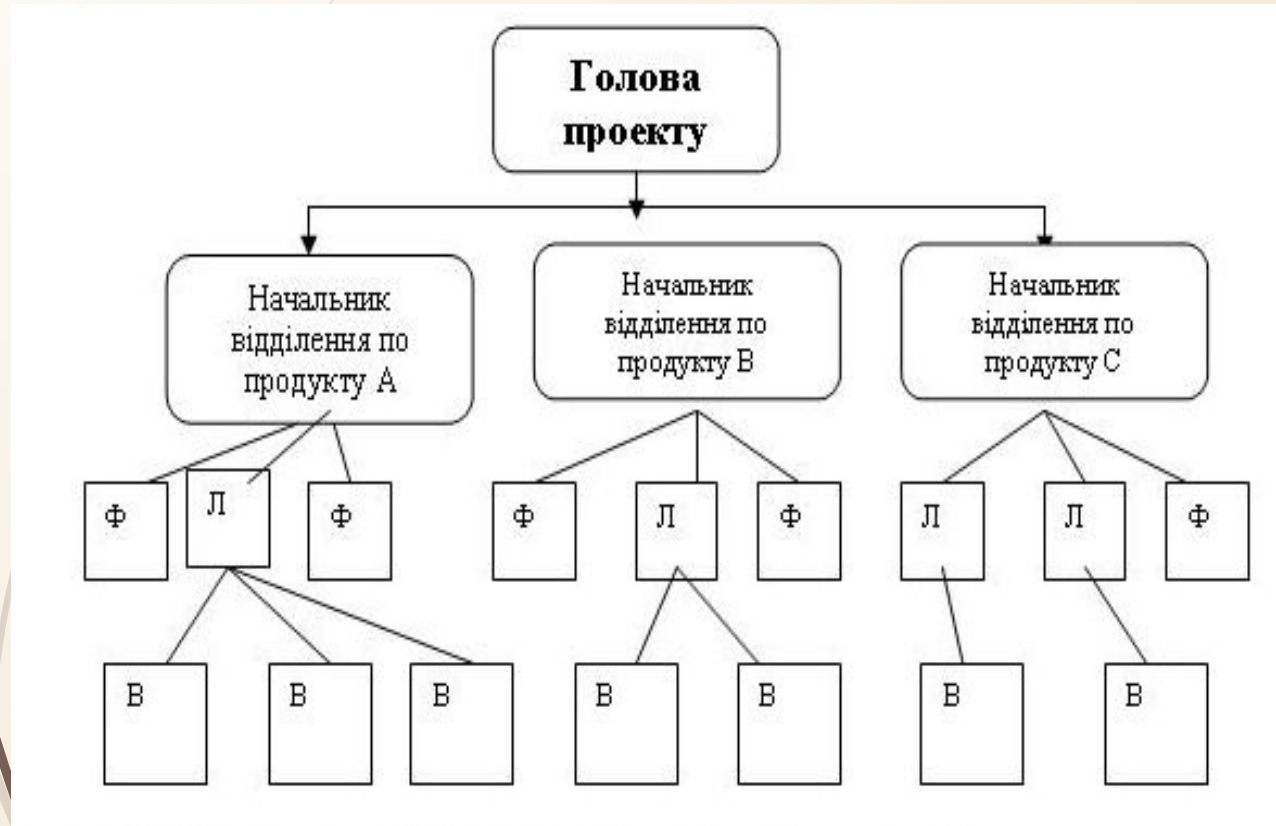 Голова
проекту
Начальник
відділення по
продукту А
Начальник
відділення по
продукту В
Начальник
відділення по
продукту С
Ф
Л
Ф
Ф
Л
Ф
Л
Л
Ф
В
В
В
В
В
В
В